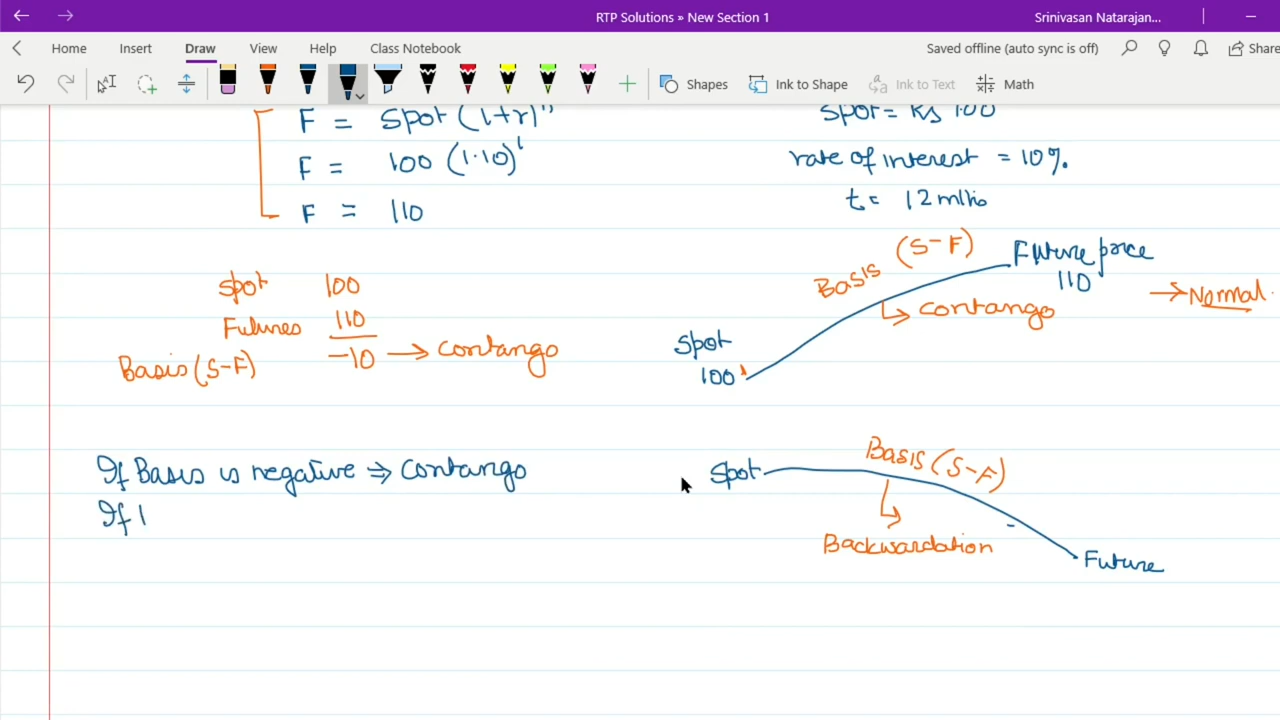 RTP Solutions » New Section 1
Srinivasan Natarajan...
Home Insert Draw View Help Class Notebook
Saved offline (auto sync is off)
Share
Shapes Ink to Shape Ink to Text Math
F = Spot (1+r)ⁿ
F = 100 (1.10)¹
F = 110
Spot = Rs 100
rate of interest = 10%.
t = 12 mths
Spot 100
Futures 110
Basis (S-F) -10 → Contango
Basis (S-F)
Future price
110
→ Normal.
Contango
Spot
100
If Basis is negative ⇒ Contango
If
Spot
Basis (S-F)
Backwardation
Future